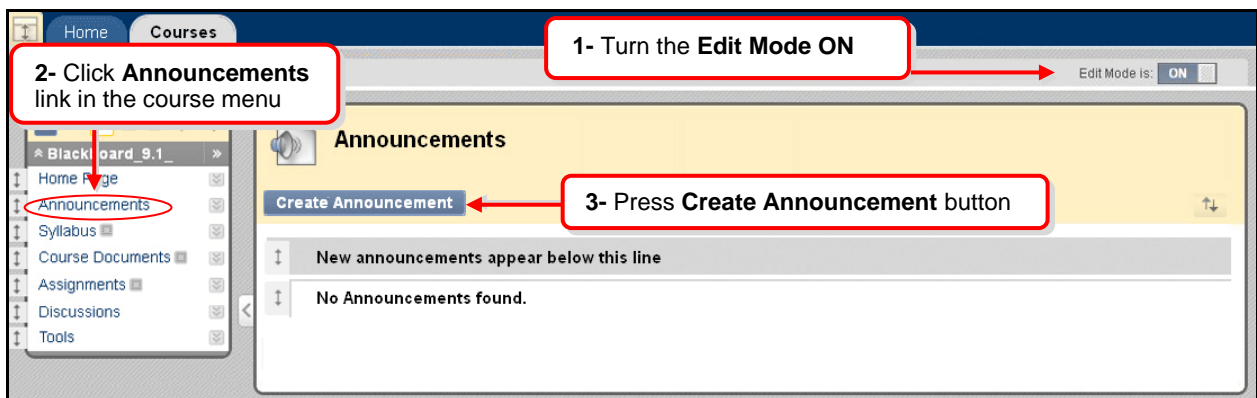 Home Courses
1- Turn the Edit Mode ON
2- Click Announcements
link in the course menu
Edit Mode is: ON
Announcements
Home Page
Announcements
Create Announcement
3- Press Create Announcement button
Syllabus
Course Documents
New announcements appear below this line
Assignments
No Announcements found.
Discussions
Tools